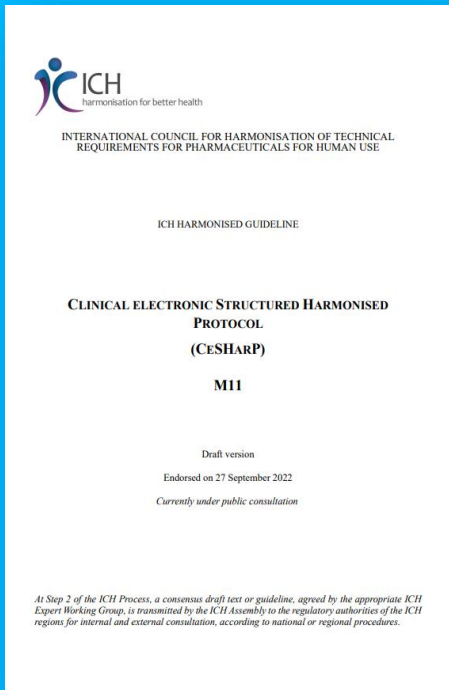 ICH
harmonisation for better health
INTERNATIONAL COUNCIL FOR HARMONISATION OF TECHNICAL
REQUIREMENTS FOR PHARMACEUTICALS FOR HUMAN USE
ICH HARMONISED GUIDELINE
CLINICAL ELECTRONIC STRUCTURED HARMONISED
PROTOCOL
(CESHARP)
M11
Draft version
Endorsed on 27 September 2022
Currently under public consultation
At Step 2 of the ICH Process, a consensus draft text or guideline, agreed by the appropriate ICH
Expert Working Group, is transmitted by the ICH Assembly to the regulatory authorities of the ICH
regions for internal and external consultation, according to national or regional procedures.